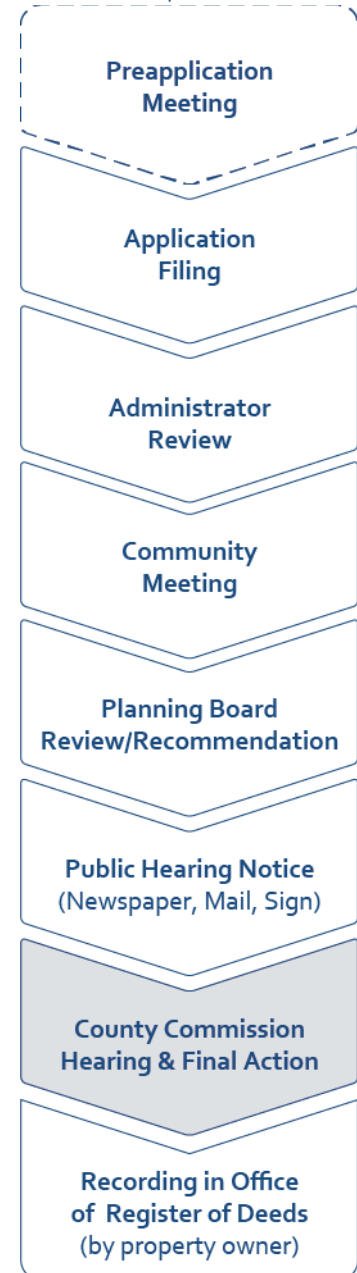 Preapplication
Meeting
Application
Filing
Administrator
Review
Community
Meeting
Planning Board
Review/Recommendation
Public Hearing Notice
(Newspaper, Mail, Sign)
County Commission
Hearing & Final Action
Recording in Office
of Register of Deeds
(by property owner)